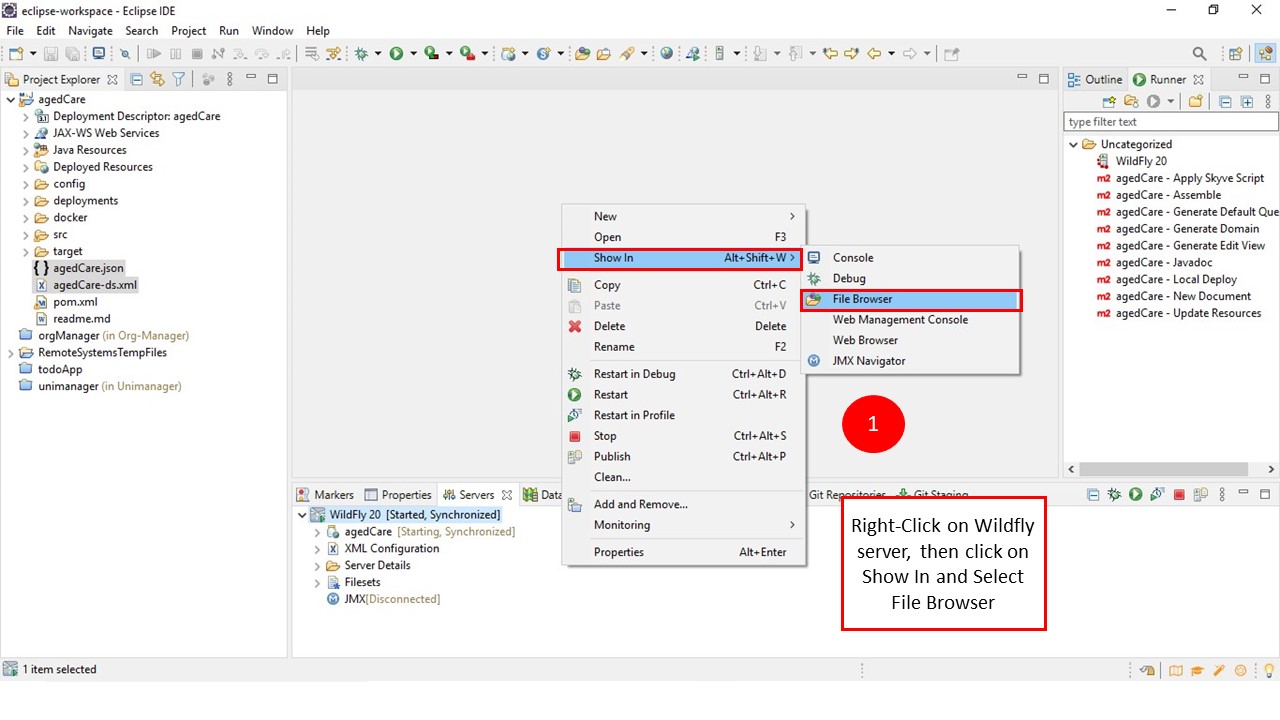 eclipse-workspace - Eclipse IDE
File Edit Navigate Search Project Run Window Help
Project Explorer
agedCare
Deployment Descriptor: agedCare
JAX-WS Web Services
Java Resources
Deployed Resources
config
deployments
docker
src
target
agedCare.json
agedCare-ds.xml
pom.xml
readme.md
orgManager (in Org-Manager)
RemoteSystemsTempFiles
todoApp
unimanager (in Unimanager)
New
Open F3
Show In Alt+Shift+W
Copy Ctrl+C
Paste Ctrl+V
Delete Delete
Rename F2
Restart in Debug Ctrl+Alt+D
Restart Ctrl+Alt+R
Restart in Profile
Stop Ctrl+Alt+S
Publish Ctrl+Alt+P
Clean...
Add and Remove...
Monitoring
Properties Alt+Enter
Console
Debug
File Browser
Web Management Console
Web Browser
JMX Navigator
1
Right-Click on Wildfly
server, then click on
Show In and Select
File Browser
Outline Runner
type filter text
Uncategorized
WildFly 20
agedCare - Apply Skyve Script
agedCare - Assemble
agedCare - Generate Default Que
agedCare - Generate Domain
agedCare - Generate Edit View
agedCare - Javadoc
agedCare - Local Deploy
agedCare - New Document
agedCare - Update Resources
Markers Properties Servers Data Git Repositories Git Staging
WildFly 20 [Started, Synchronized]
agedCare [Starting, Synchronized]
XML Configuration
Server Details
Filesets
JMX[Disconnected]
1 item selected